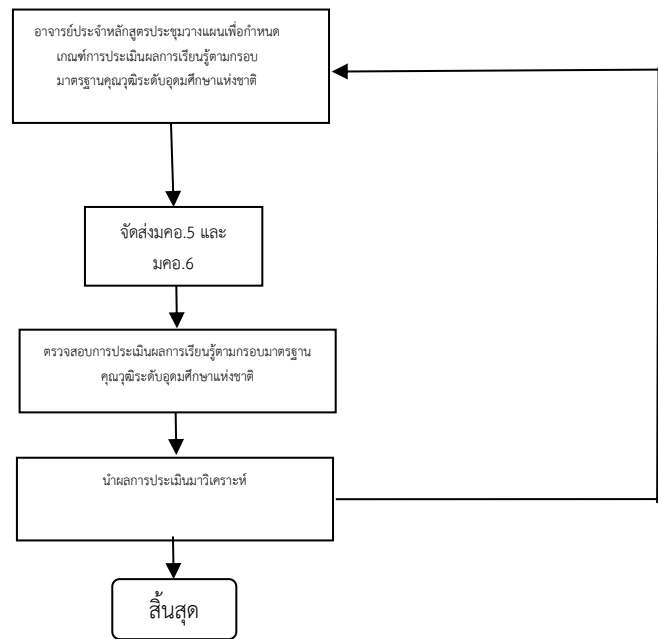 อาจารย์ประจำหลักสูตรประชุมวางแผนเพื่อกำหนด
เกณฑ์การประเมินผลการเรียนรู้ตามกรอบ
มาตรฐานคุณวุฒิระดับอุดมศึกษาแห่งชาติ
จัดส่งมคอ.5 และ
มคอ.6
ตรวจสอบการประเมินผลการเรียนรู้ตามกรอบมาตรฐาน
คุณวุฒิระดับอุดมศึกษาแห่งชาติ
นำผลการประเมินมาวิเคราะห์
สิ้นสุด